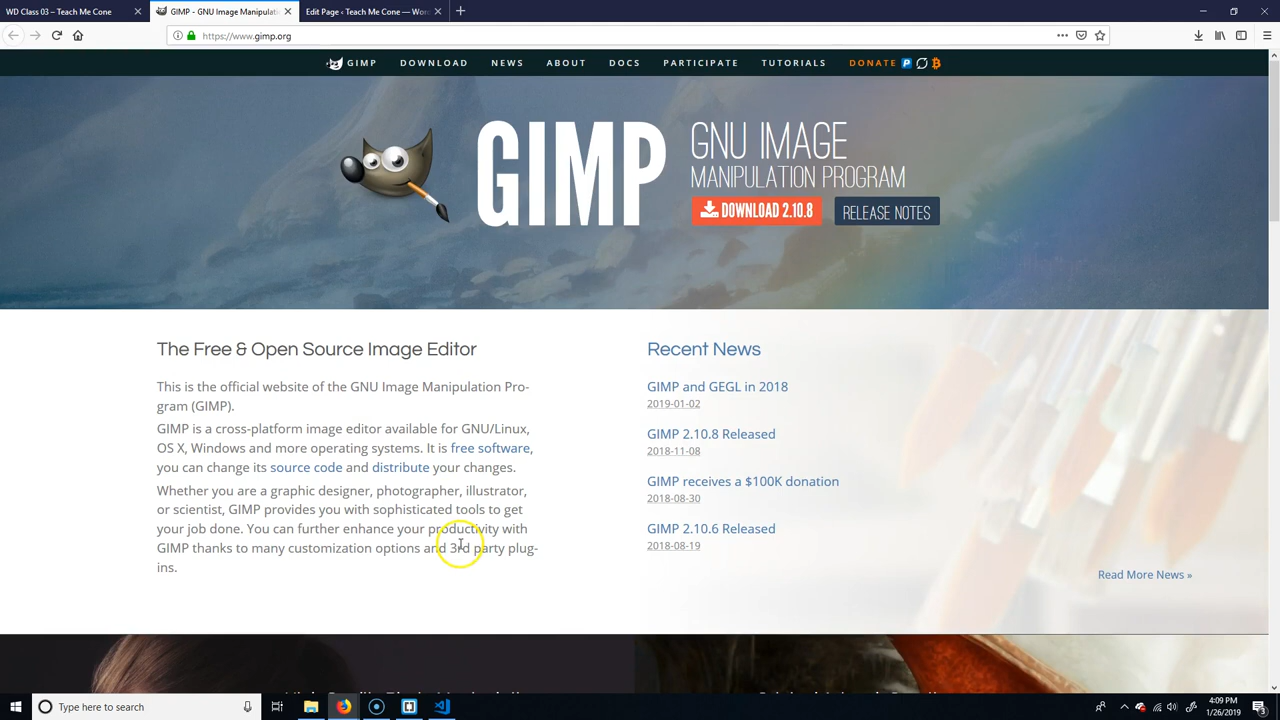 WD Class 03 – Teach Me Cone
GIMP - GNU Image Manipulati
Edit Page ‹ Teach Me Cone — Wor
https://www.gimp.org
GIMP DOWNLOAD NEWS ABOUT DOCS PARTICIPATE TUTORIALS DONATE
GIMP
GNU IMAGE
MANIPULATION PROGRAM
DOWNLOAD 2.10.8
RELEASE NOTES
The Free & Open Source Image Editor
This is the official website of the GNU Image Manipulation Pro-
gram (GIMP).
GIMP is a cross-platform image editor available for GNU/Linux,
OS X, Windows and more operating systems. It is free software,
you can change its source code and distribute your changes.
Whether you are a graphic designer, photographer, illustrator,
or scientist, GIMP provides you with sophisticated tools to get
your job done. You can further enhance your productivity with
GIMP thanks to many customization options and 3rd party plug-
ins.
Recent News
GIMP and GEGL in 2018
2019-01-02
GIMP 2.10.8 Released
2018-11-08
GIMP receives a $100K donation
2018-08-30
GIMP 2.10.6 Released
2018-08-19
Read More News »
Type here to search
4:09 PM
1/26/2019
3